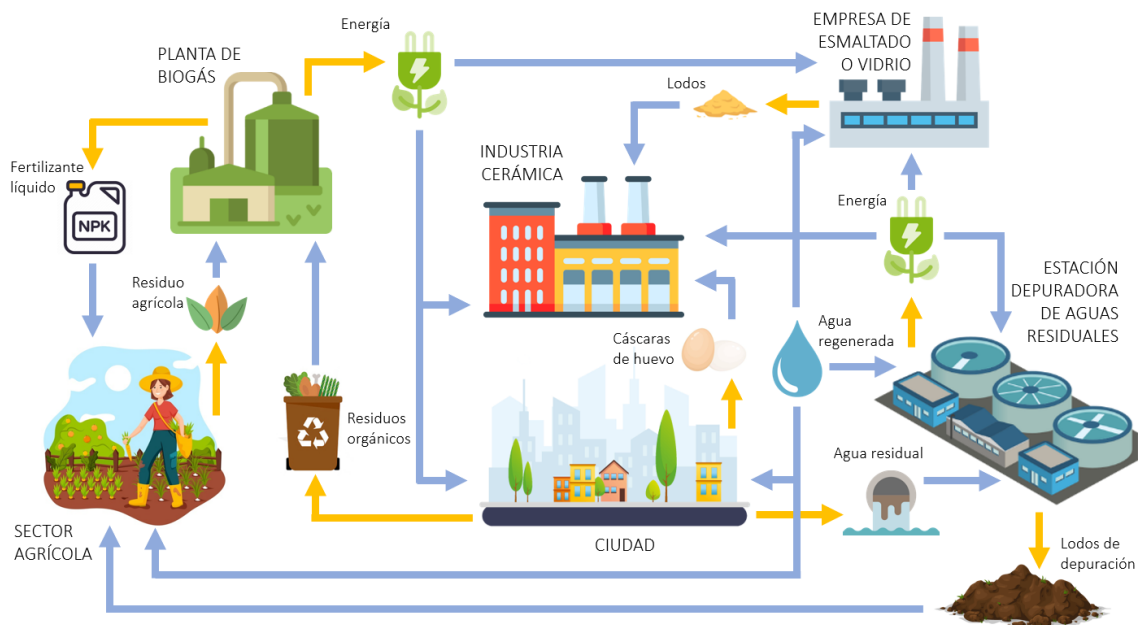 Energía
EMPRESA DE
ESMALTADO
O VIDRIO
PLANTA DE
BIOGÁS
Lodos
Fertilizante
líquido
NPK
INDUSTRIA
CERÁMICA
Energía
Residuo
agrícola
ESTACIÓN
DEPURADORA
DE AGUAS
RESIDUALES
Agua
regenerada
Cáscaras
de huevo
Residuos
orgánicos
Agua residual
SECTOR
AGRÍCOLA
CIUDAD
Lodos de
depuración